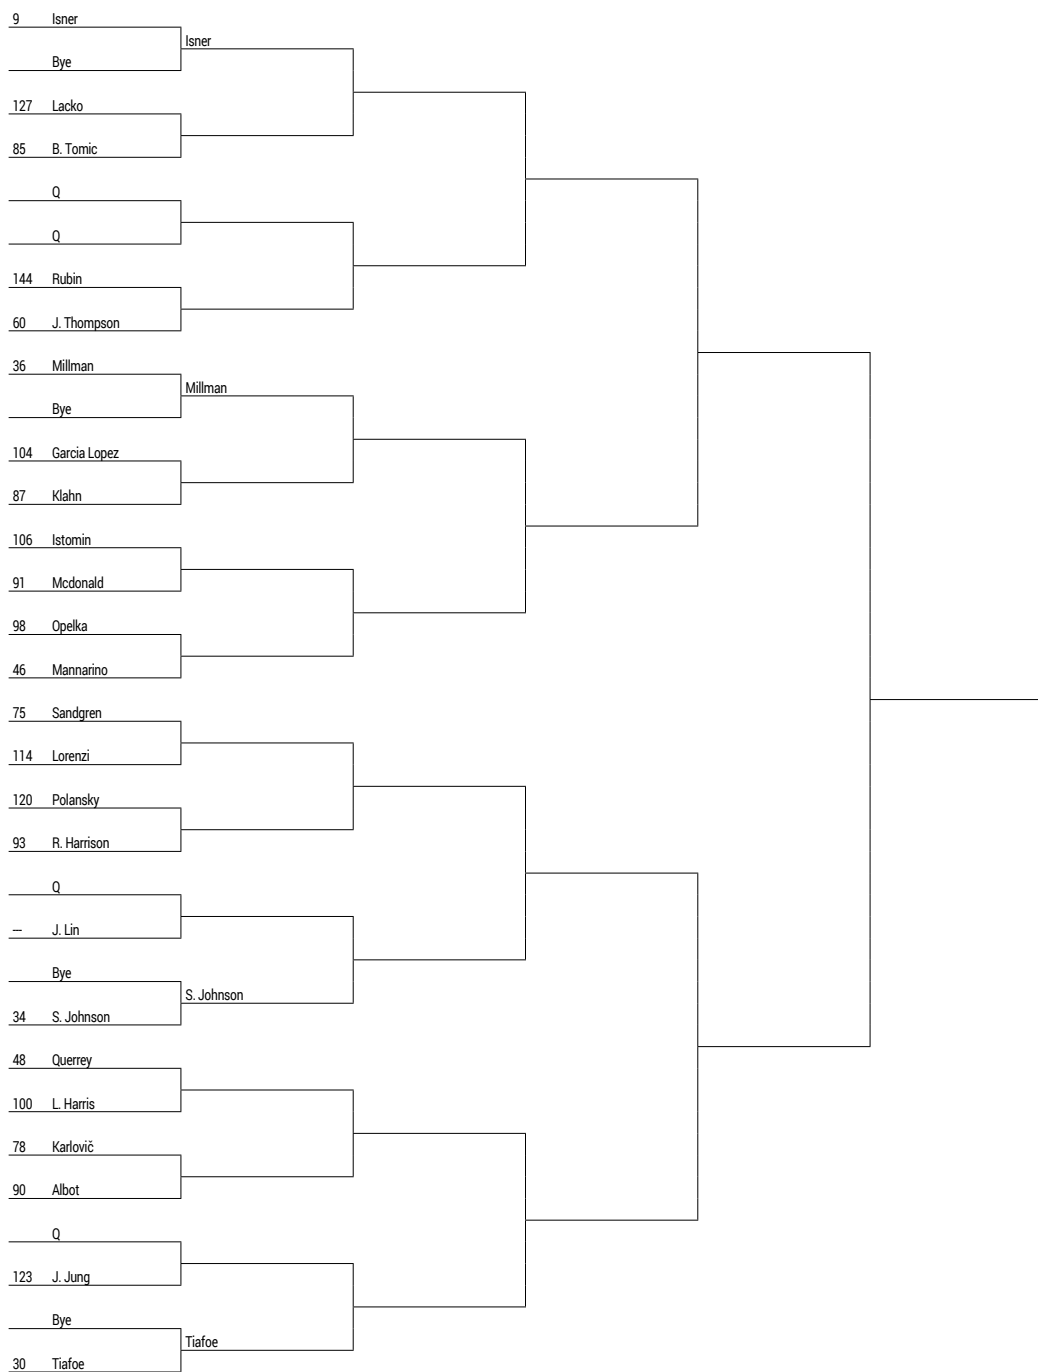 9 Isner
Isner
Bye
127 Lacko
85 B. Tomic
Q
Q
144 Rubin
60 J. Thompson
36 Millman
Millman
Bye
104 Garcia Lopez
87 Klahn
106 Istomin
91 Mcdonald
98 Opelka
46 Mannarino
75 Sandgren
114 Lorenzi
120 Polansky
93 R. Harrison
Q
--- J. Lin
Bye
S. Johnson
34 S. Johnson
48 Querrey
100 L. Harris
78 Karlovič
90 Albot
Q
123 J. Jung
Bye
Tiafoe
30 Tiafoe